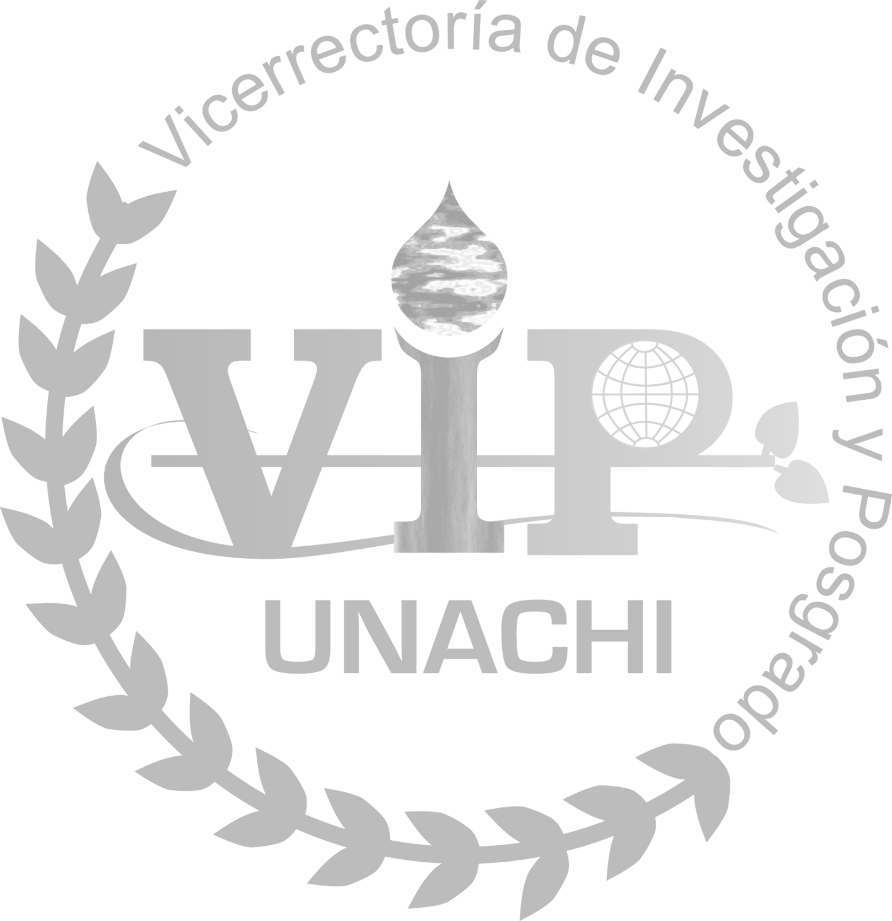 Vicerrectoría de Investigación y Posgrado
ViP
UNACHI